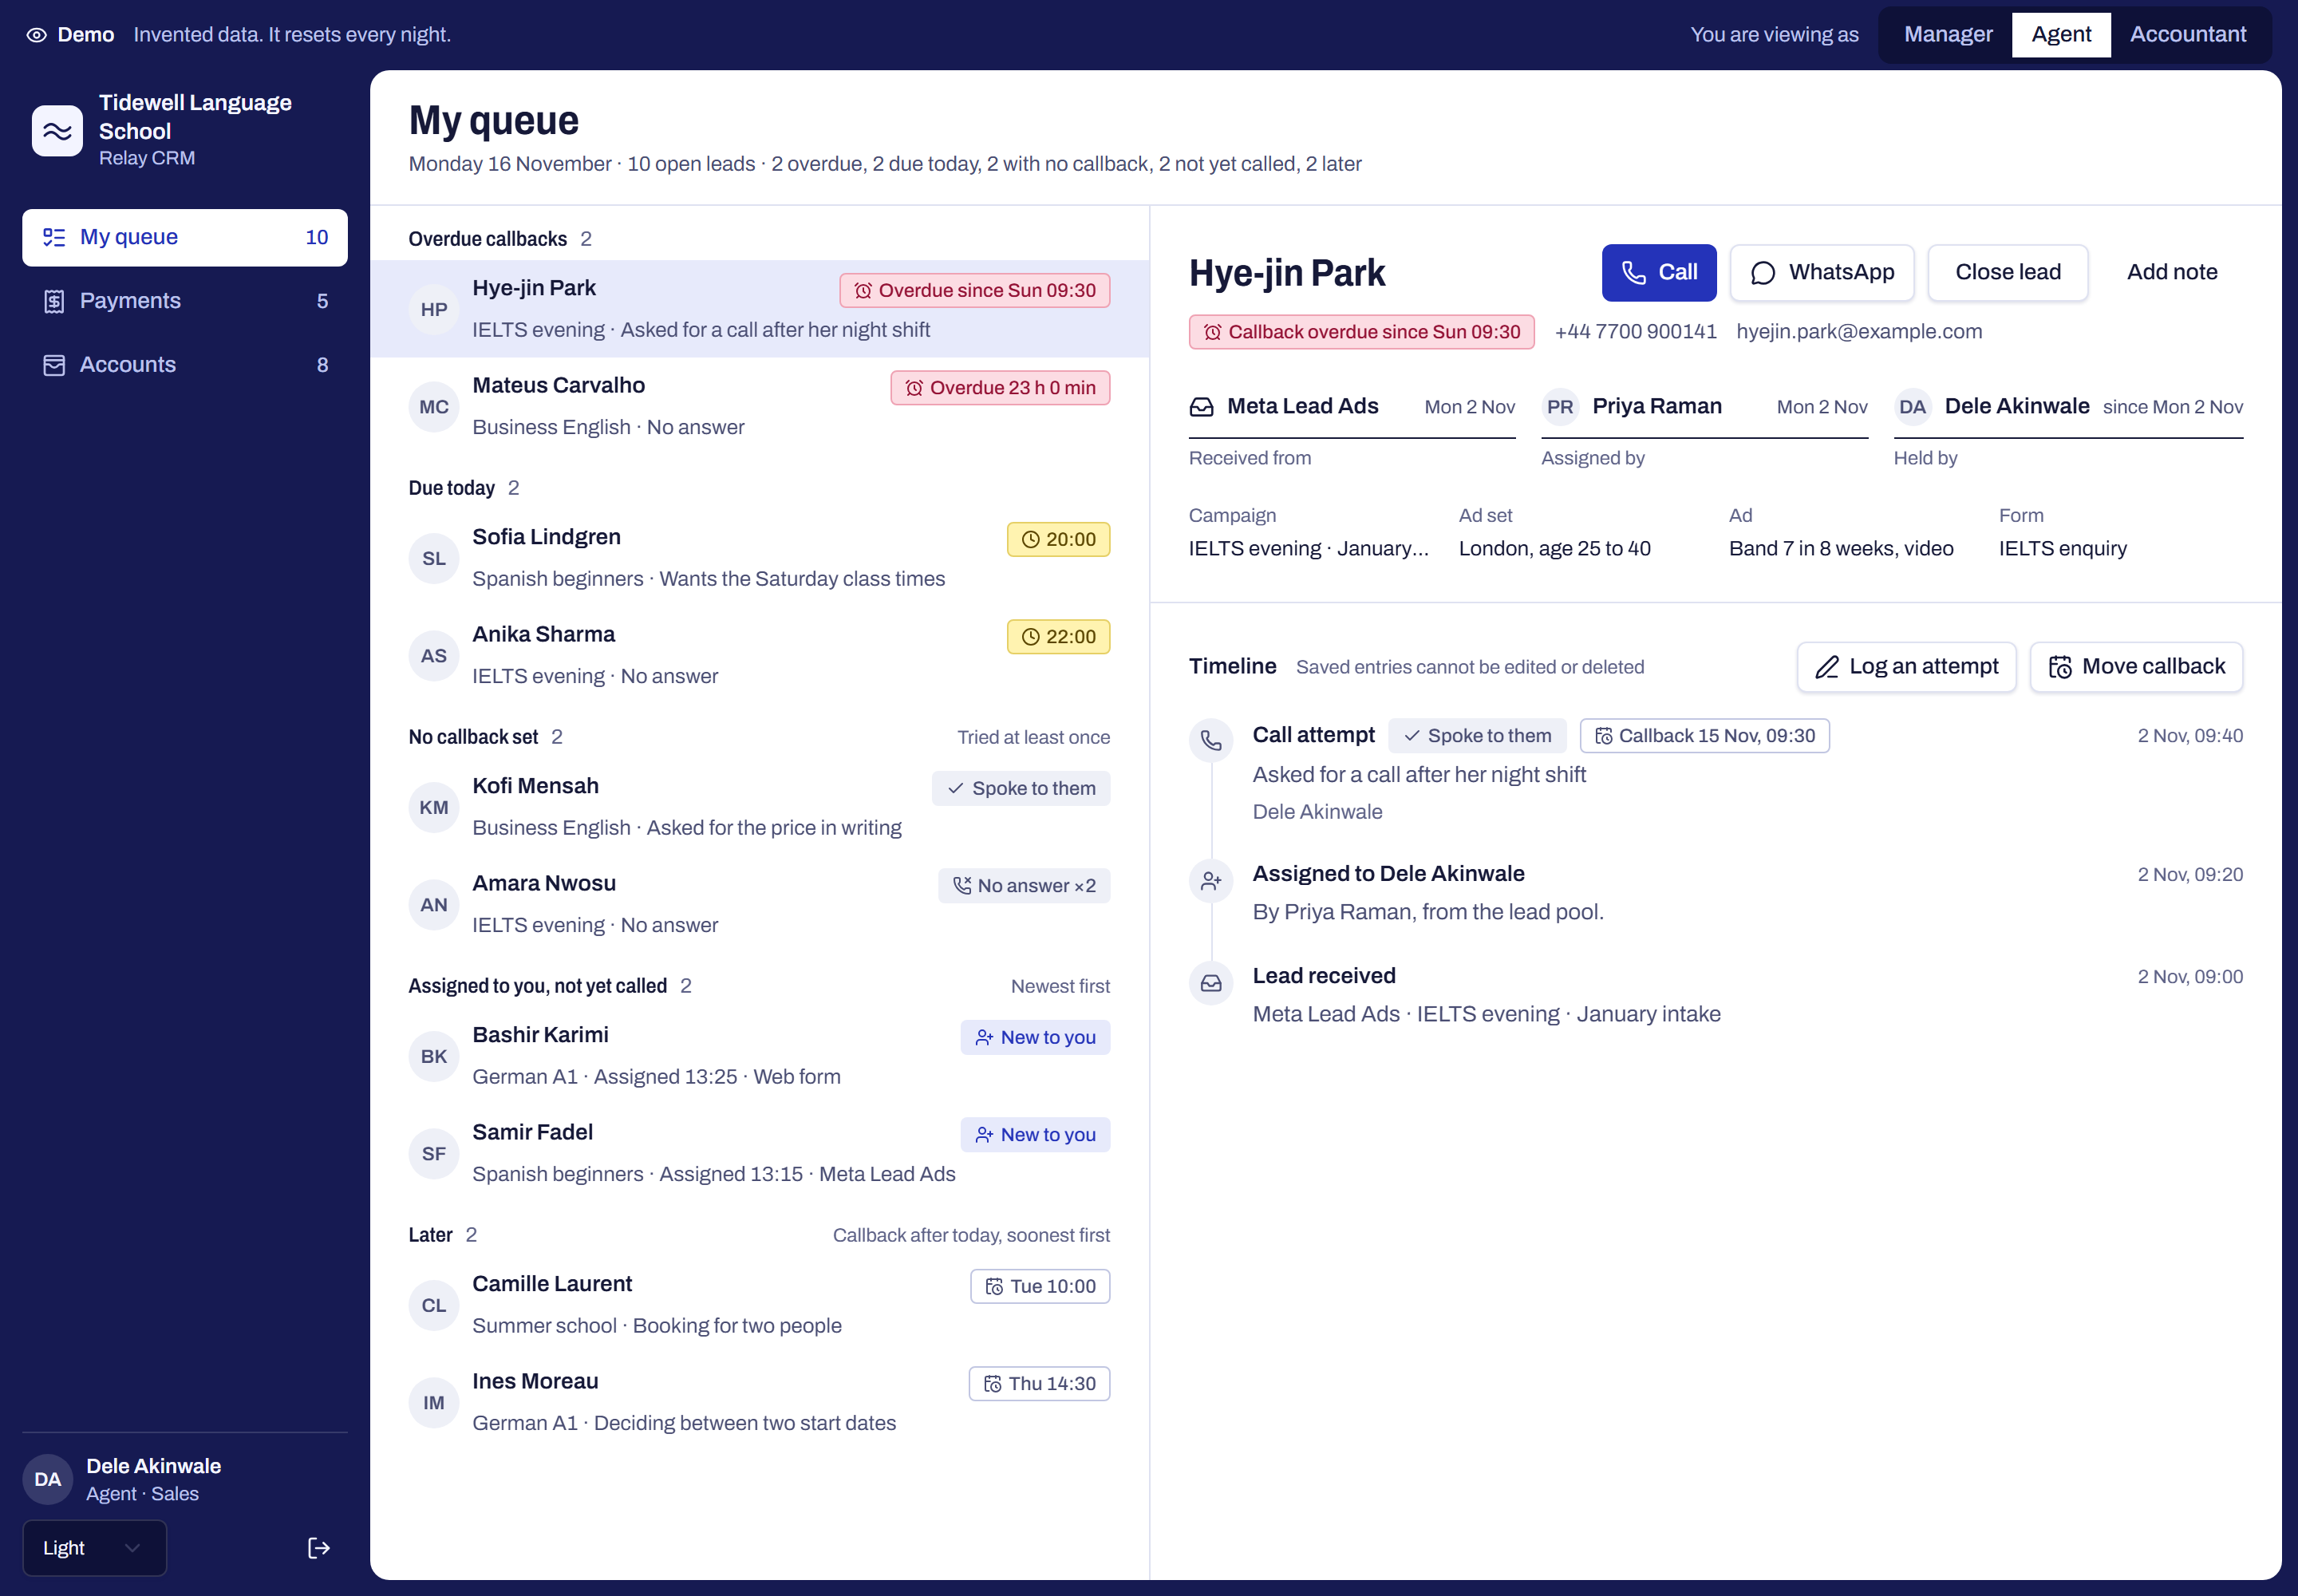 Demo Invented data. It resets every night.
You are viewing as Manager Agent Accountant
Tidewell Language School
Relay CRM
My queue 10
Payments 5
Accounts 8
Dele Akinwale
DA
Agent · Sales
Light
My queue
Monday 16 November · 10 open leads · 2 overdue, 2 due today, 2 with no callback, 2 not yet called, 2 later
Overdue callbacks 2
HP
Hye-jin Park Overdue since Sun 09:30
IELTS evening · Asked for a call after her night shift
MC
Mateus Carvalho Overdue 23 h 0 min
Business English · No answer
Due today 2
SL
Sofia Lindgren 20:00
Spanish beginners · Wants the Saturday class times
AS
Anika Sharma 22:00
IELTS evening · No answer
No callback set 2 Tried at least once
KM
Kofi Mensah Spoke to them
Business English · Asked for the price in writing
AN
Amara Nwosu No answer ×2
IELTS evening · No answer
Assigned to you, not yet called 2 Newest first
BK
Bashir Karimi New to you
German A1 · Assigned 13:25 · Web form
SF
Samir Fadel New to you
Spanish beginners · Assigned 13:15 · Meta Lead Ads
Later 2 Callback after today, soonest first
CL
Camille Laurent Tue 10:00
Summer school · Booking for two people
IM
Ines Moreau Thu 14:30
German A1 · Deciding between two start dates
Hye-jin Park Call WhatsApp Close lead Add note
Callback overdue since Sun 09:30 +44 7700 900141 hyejin.park@example.com
Meta Lead Ads Mon 2 Nov
Received from
PR Priya Raman Mon 2 Nov
Assigned by
DA Dele Akinwale since Mon 2 Nov
Held by
Campaign
IELTS evening · January...
Ad set
London, age 25 to 40
Ad
Band 7 in 8 weeks, video
Form
IELTS enquiry
Timeline Saved entries cannot be edited or deleted Log an attempt Move callback
Call attempt Spoke to them Callback 15 Nov, 09:30 2 Nov, 09:40
Asked for a call after her night shift
Dele Akinwale
Assigned to Dele Akinwale 2 Nov, 09:20
By Priya Raman, from the lead pool.
Lead received 2 Nov, 09:00
Meta Lead Ads · IELTS evening · January intake